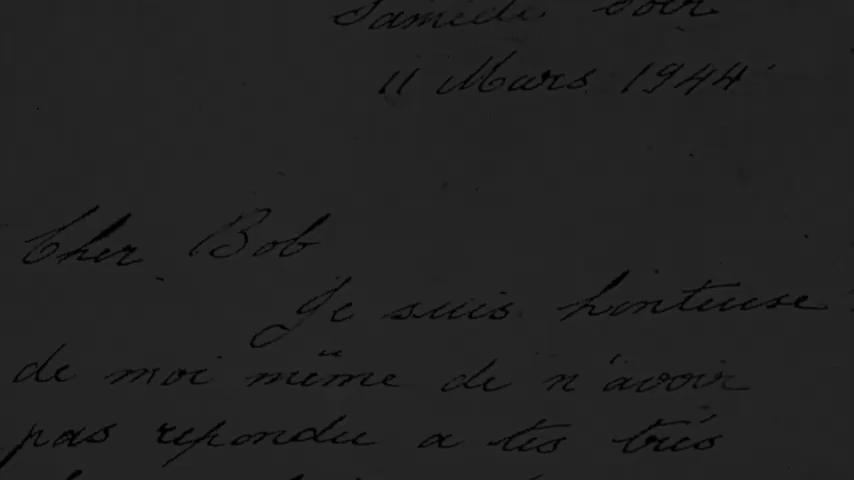 Samedi Soir
11 Mars 1944
Cher Bob
Je suis honteuse
de moi même de n'avoir
pas repondu a tes très